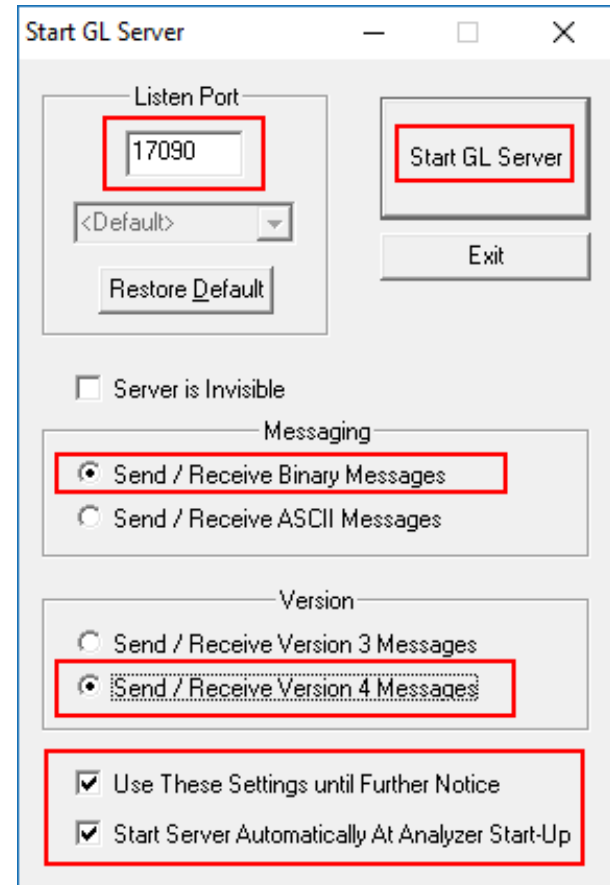 Start GL Server
Listen Port
17090
Start GL Server
<Default>
Exit
Restore Default
Server is Invisible
Messaging
Send / Receive Binary Messages
Send / Receive ASCII Messages
Version
Send / Receive Version 3 Messages
Send / Receive Version 4 Messages
Use These Settings until Further Notice
Start Server Automatically At Analyzer Start-Up